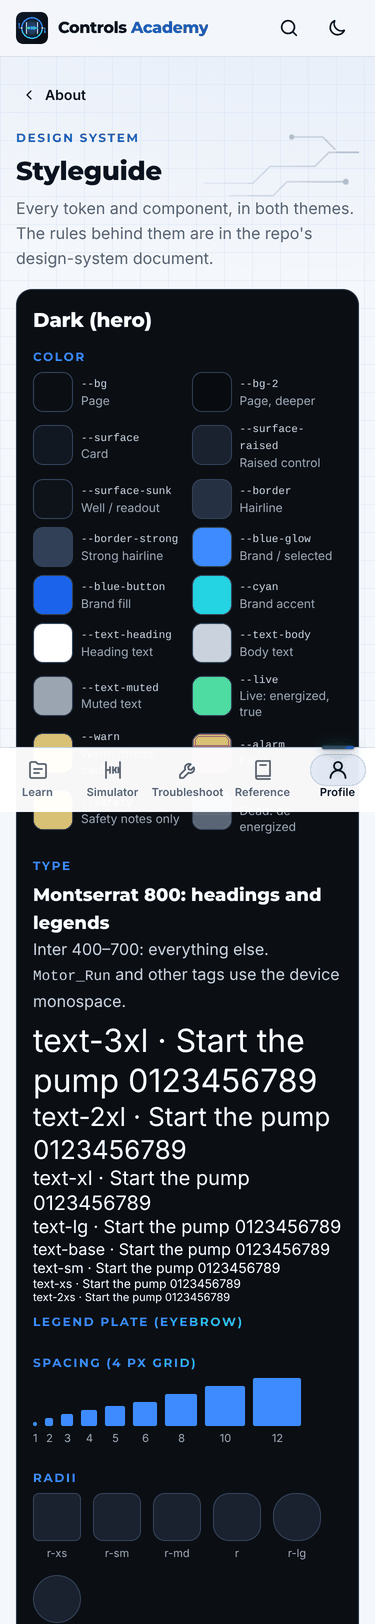 Controls Academy
About
DESIGN SYSTEM
Styleguide
Every token and component, in both themes.
The rules behind them are in the repo's
design-system document.
Dark (hero)
COLOR
--bg
Page
--bg-2
Page, deeper
--surface
Card
--surface-
raised
Raised control
--surface-sunk
Well / readout
--border
Hairline
--border-strong
Strong hairline
--blue-glow
Brand / selected
--blue-button
Brand fill
--cyan
Brand accent
--text-heading
Heading text
--text-body
Body text
--text-muted
Muted text
--live
Live: energized,
true
--warn
--alarm
Learn
Simulator
Troubleshoot
Reference
Profile
Safety notes only
Dead: de-
energized
TYPE
Montserrat 800: headings and
legends
Inter 400–700: everything else.
Motor_Run and other tags use the device
monospace.
text-3xl · Start the
pump 0123456789
text-2xl · Start the pump
0123456789
text-xl · Start the pump
0123456789
text-lg · Start the pump 0123456789
text-base · Start the pump 0123456789
text-sm · Start the pump 0123456789
text-xs · Start the pump 0123456789
text-2xs · Start the pump 0123456789
LEGEND PLATE (EYEBROW)
SPACING (4 PX GRID)
1 2 3 4 5 6 8 10 12
RADII
r-xs r-sm r-md r r-lg